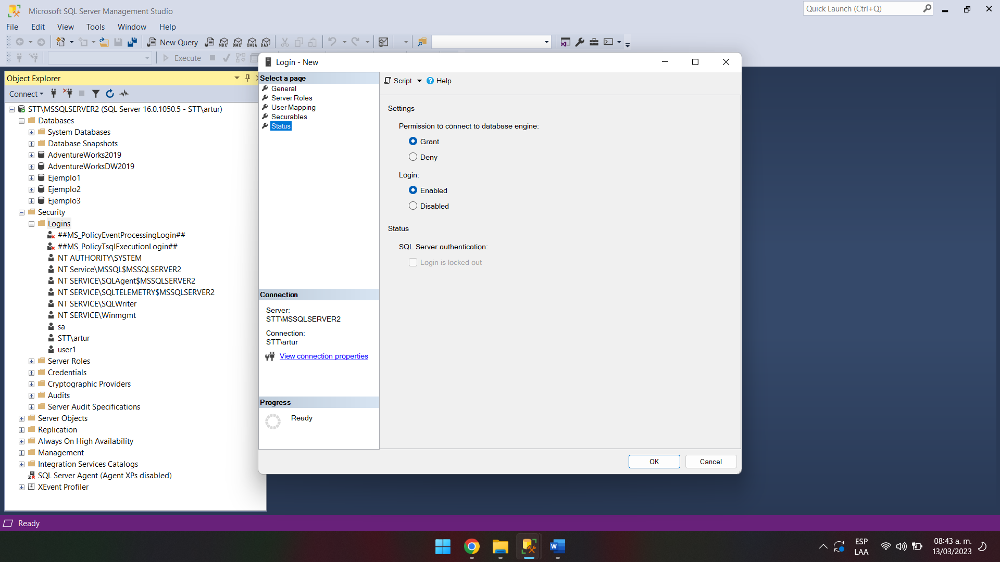 Microsoft SQL Server Management Studio
Quick Launch (Ctrl+Q)
File Edit View Tools Window Help
New Query MDX DMX XMLA DAX
Execute
Object Explorer
Connect
STT\MSSQLSERVER2 (SQL Server 16.0.1050.5 - STT\artur)
Databases
System Databases
Database Snapshots
AdventureWorks2019
AdventureWorksDW2019
Ejemplo1
Ejemplo2
Ejemplo3
Security
Logins
##MS_PolicyEventProcessingLogin##
##MS_PolicyTsqlExecutionLogin##
NT AUTHORITY\SYSTEM
NT Service\MSSQL$MSSQLSERVER2
NT SERVICE\SQLAgent$MSSQLSERVER2
NT SERVICE\SQLTELEMETRY$MSSQLSERVER2
NT SERVICE\SQLWriter
NT SERVICE\Winmgmt
sa
STT\artur
user1
Server Roles
Credentials
Cryptographic Providers
Audits
Server Audit Specifications
Server Objects
Replication
Always On High Availability
Management
Integration Services Catalogs
SQL Server Agent (Agent XPs disabled)
XEvent Profiler
Login - New
Select a page
General
Server Roles
User Mapping
Securables
Status
Connection
Server:
STT\MSSQLSERVER2
Connection:
STT\artur
View connection properties
Progress
Ready
Script Help
Settings
Permission to connect to database engine:
Grant
Deny
Login:
Enabled
Disabled
Status
SQL Server authentication:
Login is locked out
OK Cancel
Ready
W
ESP
LAA
08:43 a. m.
13/03/2023